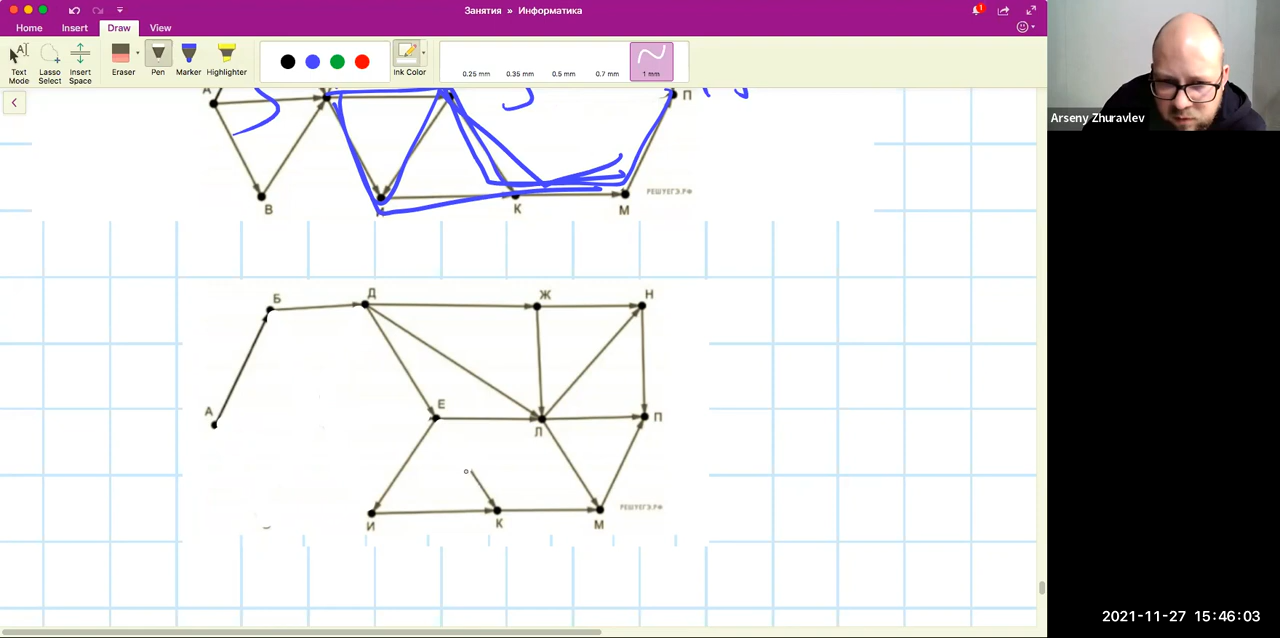 Занятия » Информатика
1
Home Insert Draw View
Text Mode
Lasso Select
Insert Space
Eraser
Pen
Marker
Highlighter
Ink Color
0.25 mm
0.35 mm
0.5 mm
0.7 mm
1 mm
Arseny Zhuravlev
П
РЕШУЕГЭ.РФ
В
К
М
Б
Д
Ж
Н
А
Е
Л
П
РЕШУЕГЭ.РФ
И
К
М
2021-11-27 15:46:03